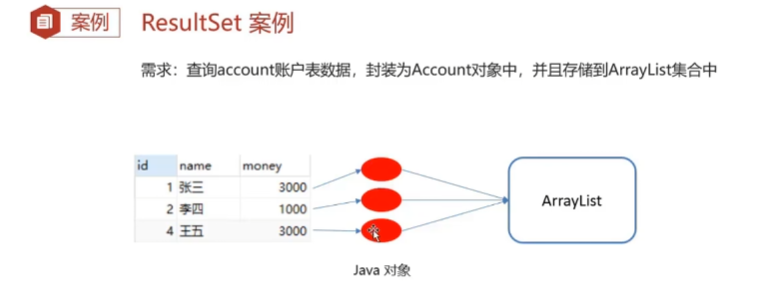 案例 ResultSet 案例
需求：查询account账户表数据，封装为Account对象中，并且存储到ArrayList集合中
id name money
1 张三 3000
2 李四 1000
4 王五 3000
ArrayList
Java 对象